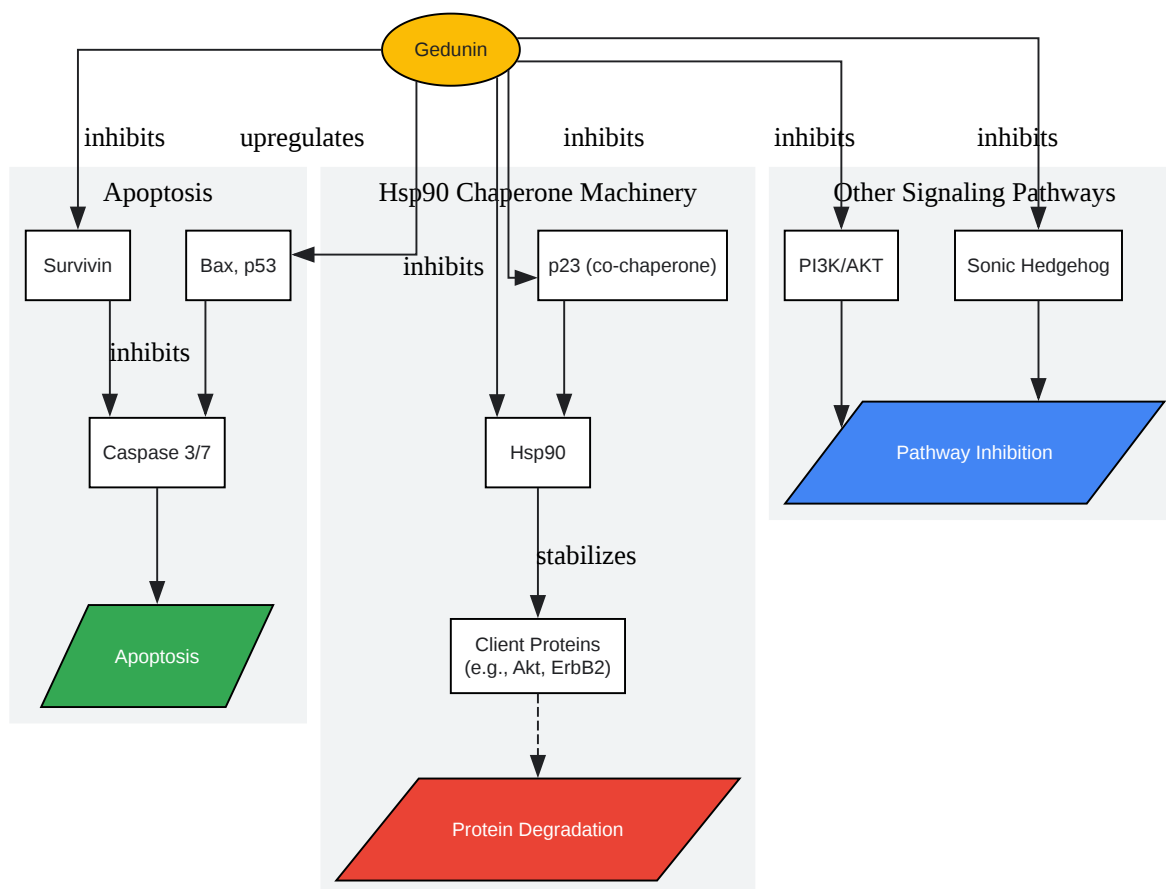 Gedunin
inhibits
upregulates
inhibits
inhibits
inhibits
Apoptosis
Hsp90 Chaperone Machinery
Other Signaling Pathways
Survivin
Bax, p53
inhibits
p23 (co-chaperone)
PI3K/AKT
Sonic Hedgehog
inhibits
Caspase 3/7
Hsp90
Pathway Inhibition
stabilizes
Apoptosis
Client Proteins
(e.g., Akt, ErbB2)
Protein Degradation